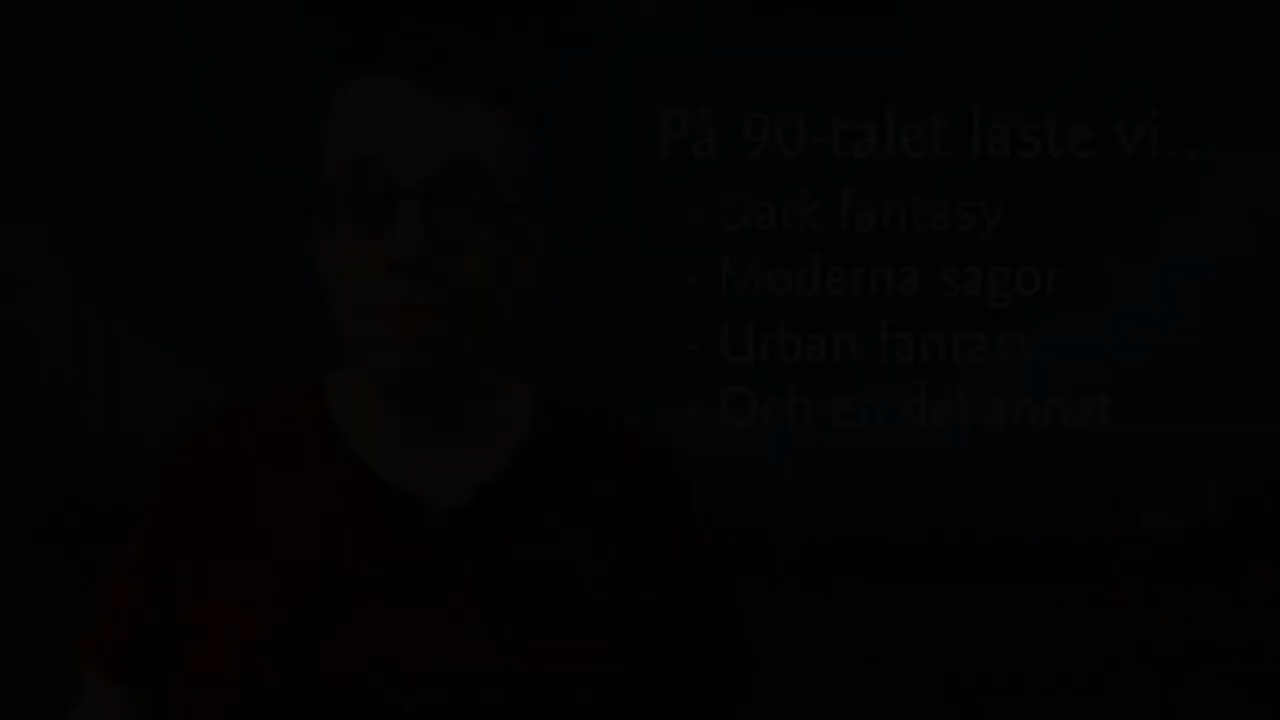 På 90-talet läste vi...
- Dark fantasy
- Moderna sagor
- Urban fantasy
- Och en del annat